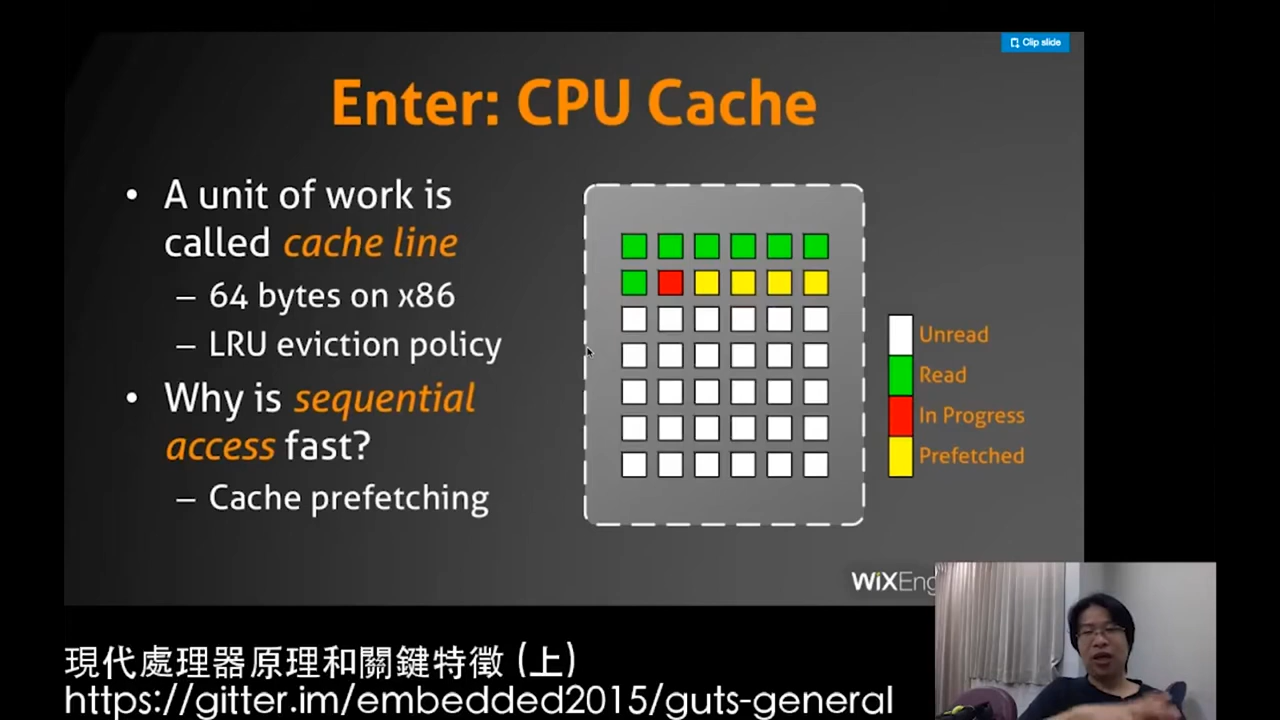 Clip slide
Enter: CPU Cache
• A unit of work is
called cache line
– 64 bytes on x86
– LRU eviction policy
• Why is sequential
access fast?
– Cache prefetching
Unread
Read
In Progress
Prefetched
WiXEng
現代處理器原理和關鍵特徵 (上)
https://gitter.im/embedded2015/guts-general